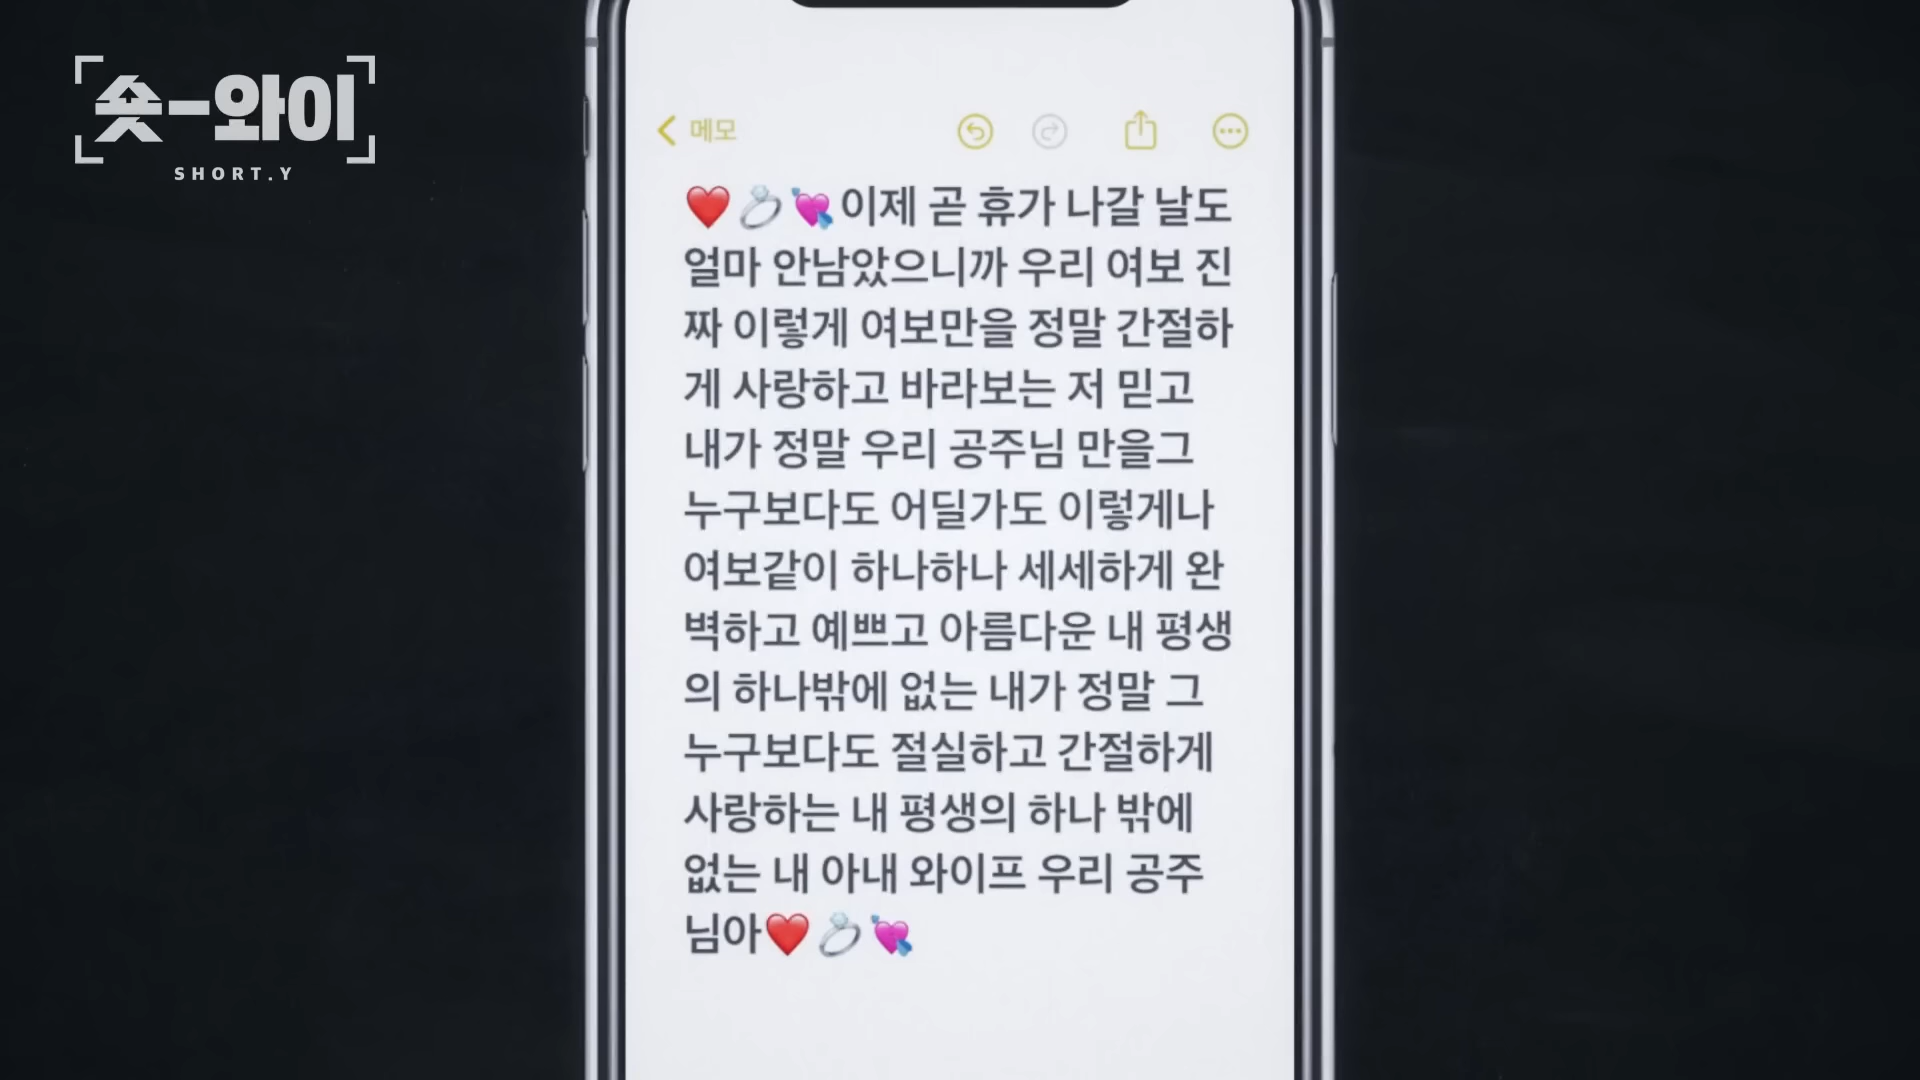 숏-와이
SHORT.Y
메모
❤️💍💘이제 곧 휴가 나갈 날도
얼마 안남았으니까 우리 여보 진
짜 이렇게 여보만을 정말 간절하
게 사랑하고 바라보는 저 믿고
내가 정말 우리 공주님 만을그
누구보다도 어딜가도 이렇게나
여보같이 하나하나 세세하게 완
벽하고 예쁘고 아름다운 내 평생
의 하나밖에 없는 내가 정말 그
누구보다도 절실하고 간절하게
사랑하는 내 평생의 하나 밖에
없는 내 아내 와이프 우리 공주
님아❤️💍💘